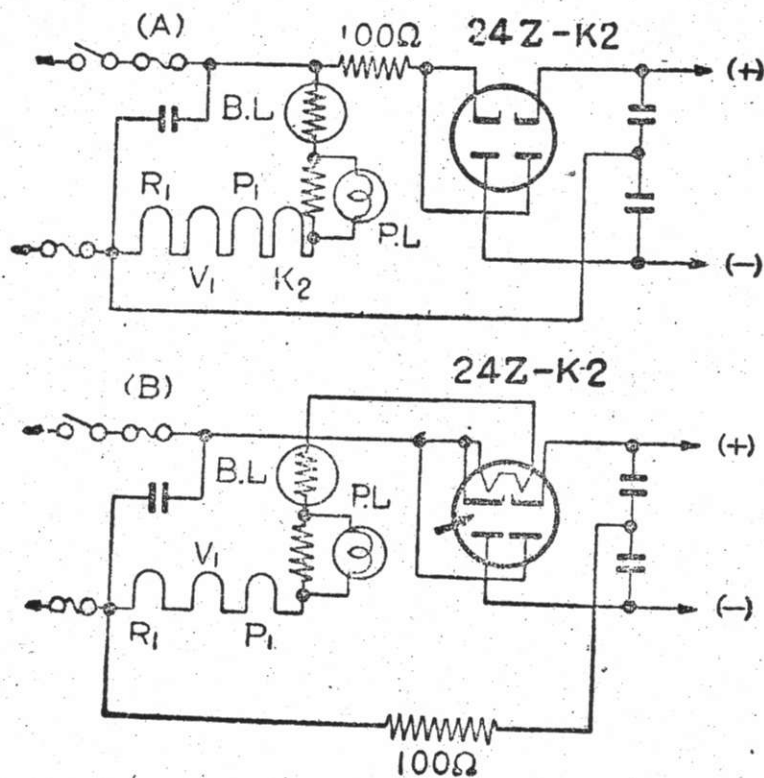 (A)
100Ω
24Z-K2
(+)
B.L
R₁
P₁
P.L
V₁
K₂
(-)
24Z-K2
(B)
(+)
B.L
P.L
V₁
R₁
P₁
(-)
100Ω